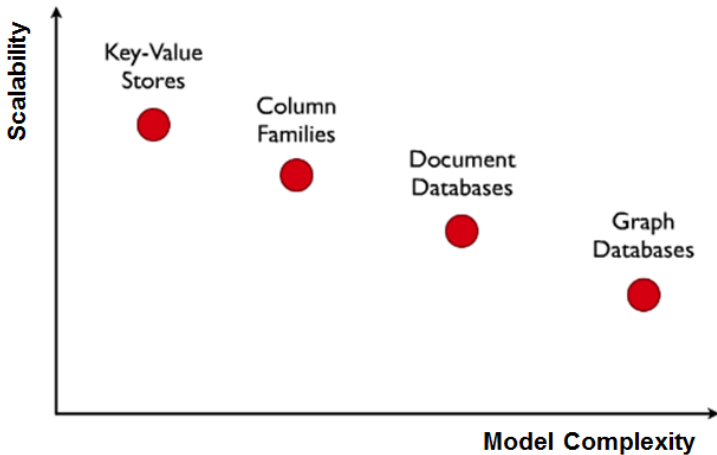 Scalability
Key-Value
Stores
Column
Families
Document
Databases
Graph
Databases
Model Complexity